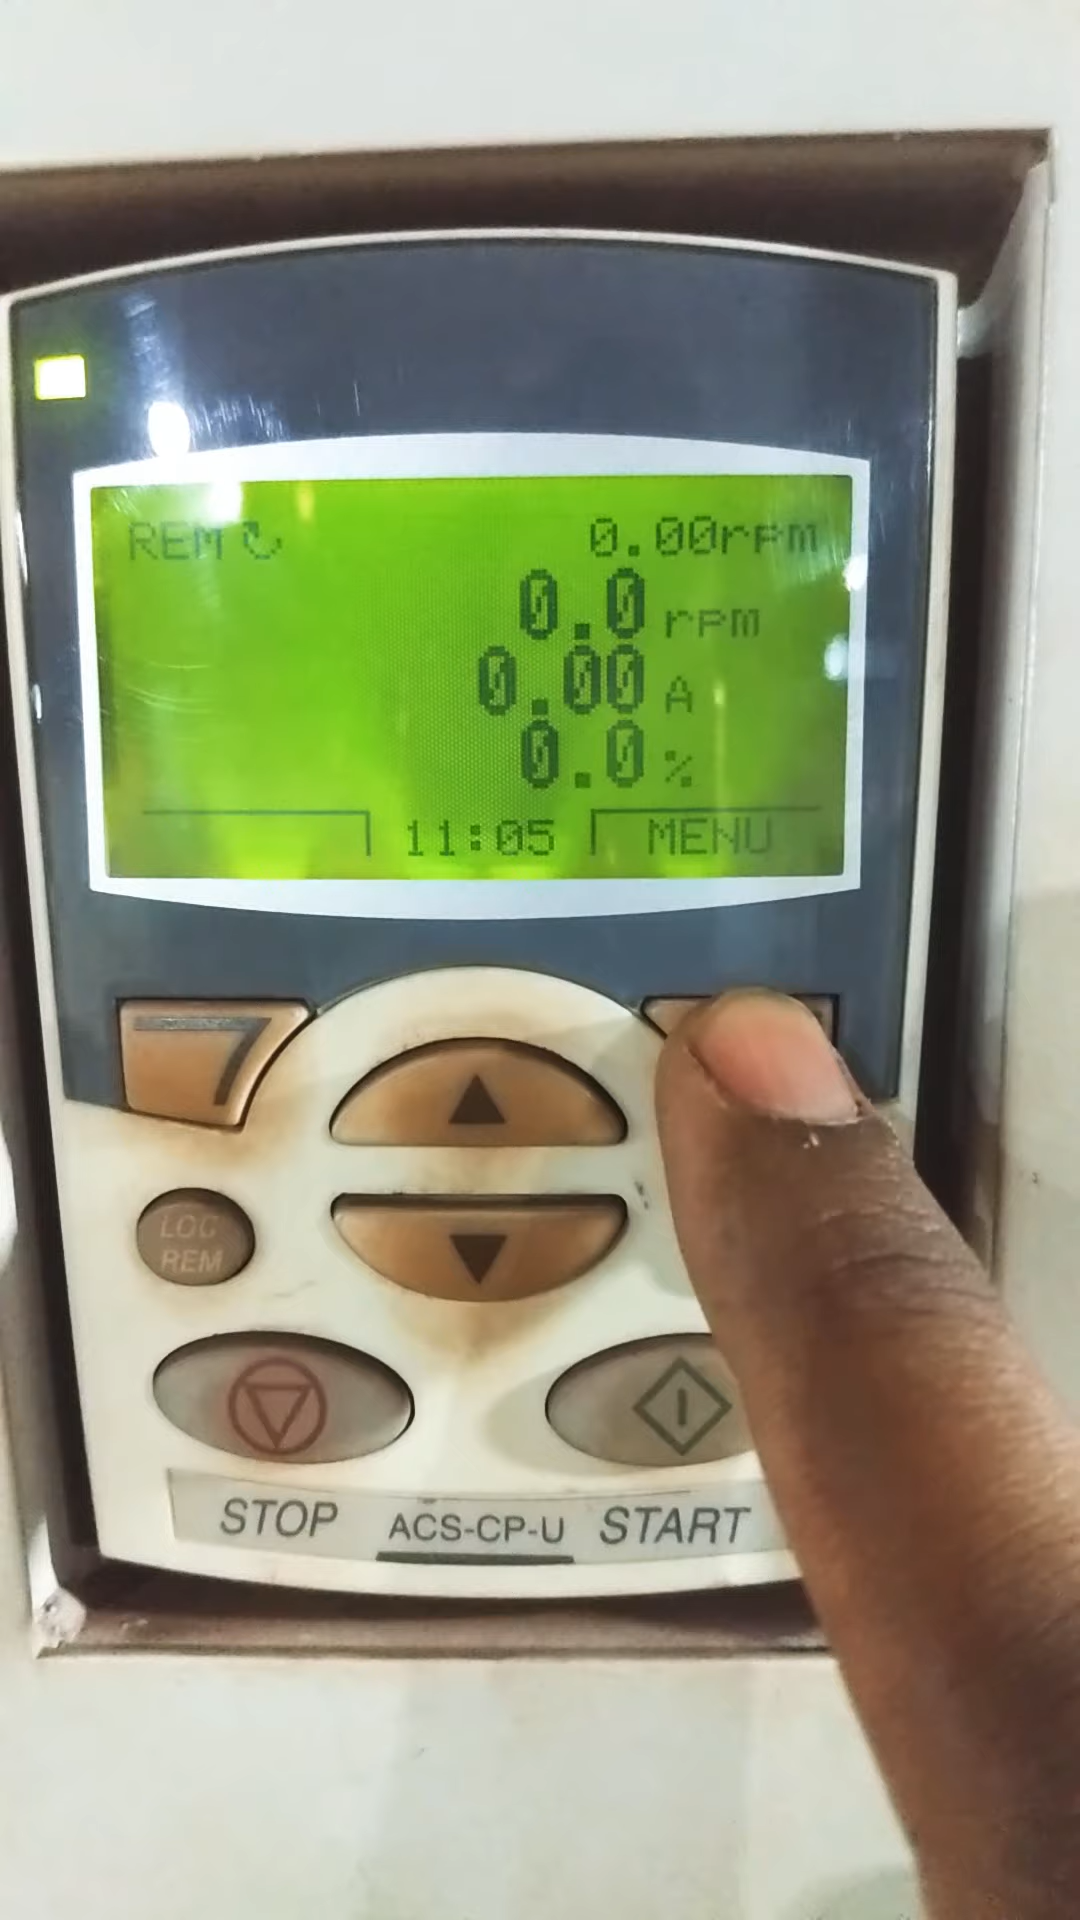 REM ↻ 0.00rpm
0.0 rpm
0.00 A
0.0 %
11:05 MENU
LOC
REM
STOP ACS-CP-U START